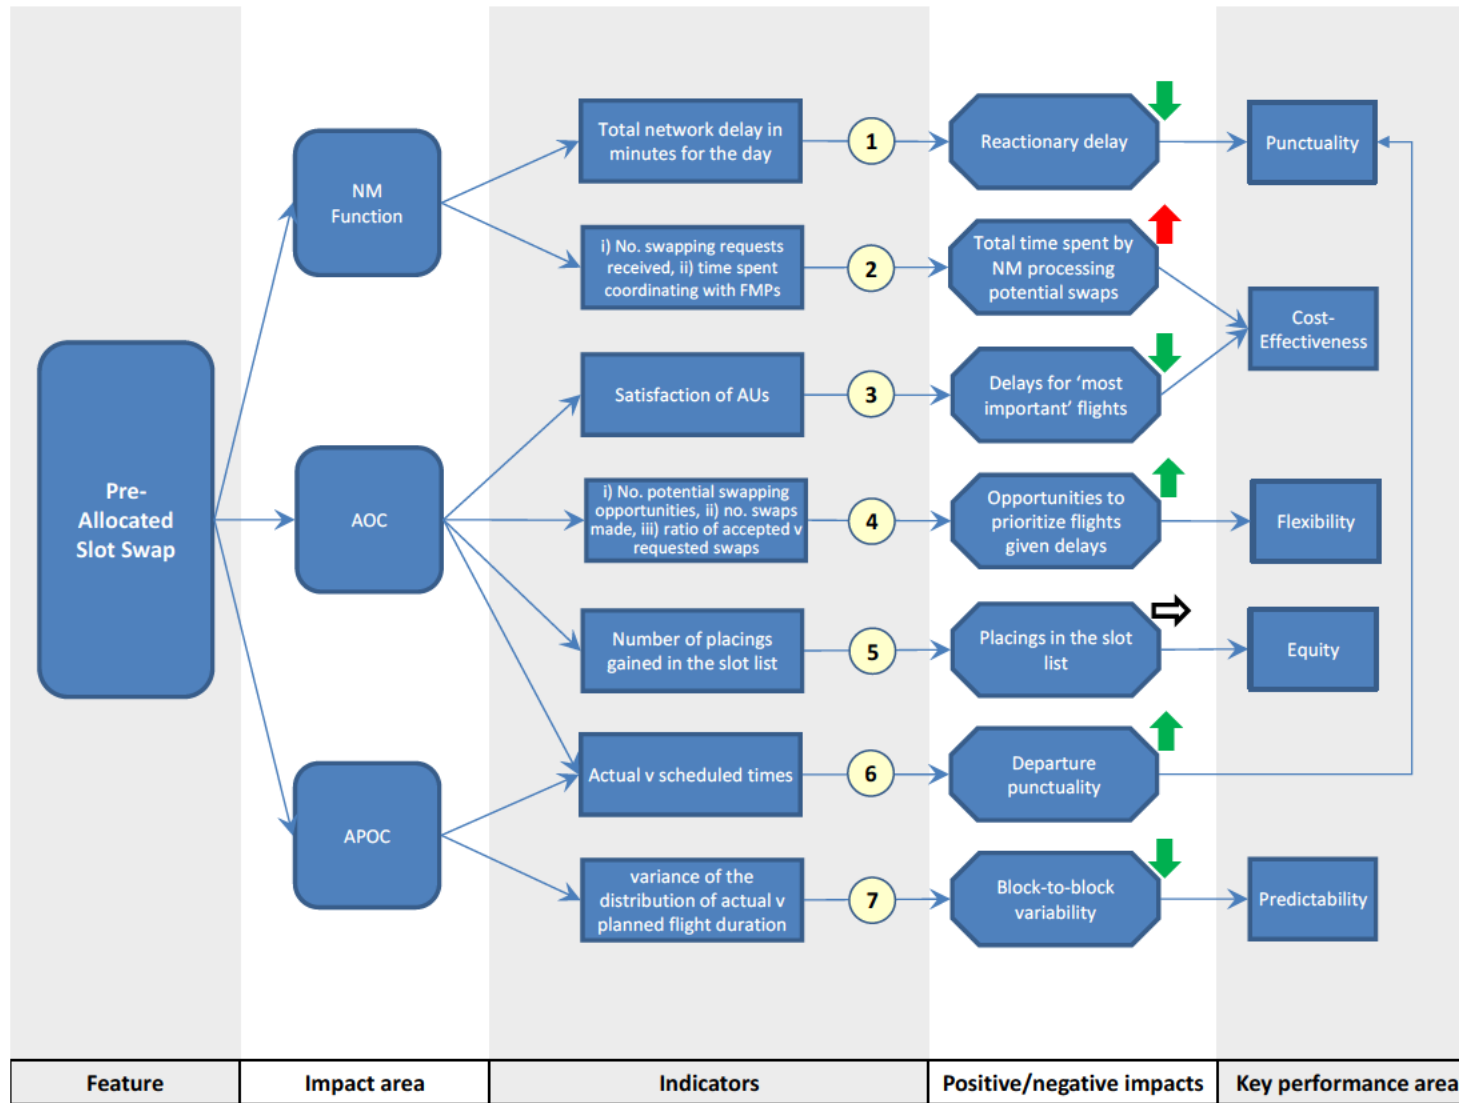 Pre-
Allocated
Slot Swap
NM
Function
AOC
APOC
Total network delay in
minutes for the day
i) No. swapping requests
received, ii) time spent
coordinating with FMPs
Satisfaction of AUs
i) No. potential swapping
opportunities, ii) no. swaps
made, iii) ratio of accepted v
requested swaps
Number of placings
gained in the slot list
Actual v scheduled times
variance of the
distribution of actual v
planned flight duration
1
2
3
4
5
6
7
Reactionary delay
Total time spent by
NM processing
potential swaps
Delays for ‘most
important’ flights
Opportunities to
prioritize flights
given delays
Placings in the slot
list
Departure
punctuality
Block-to-block
variability
Punctuality
Cost-
Effectiveness
Flexibility
Equity
Predictability
Feature
Impact area
Indicators
Positive/negative impacts
Key performance area